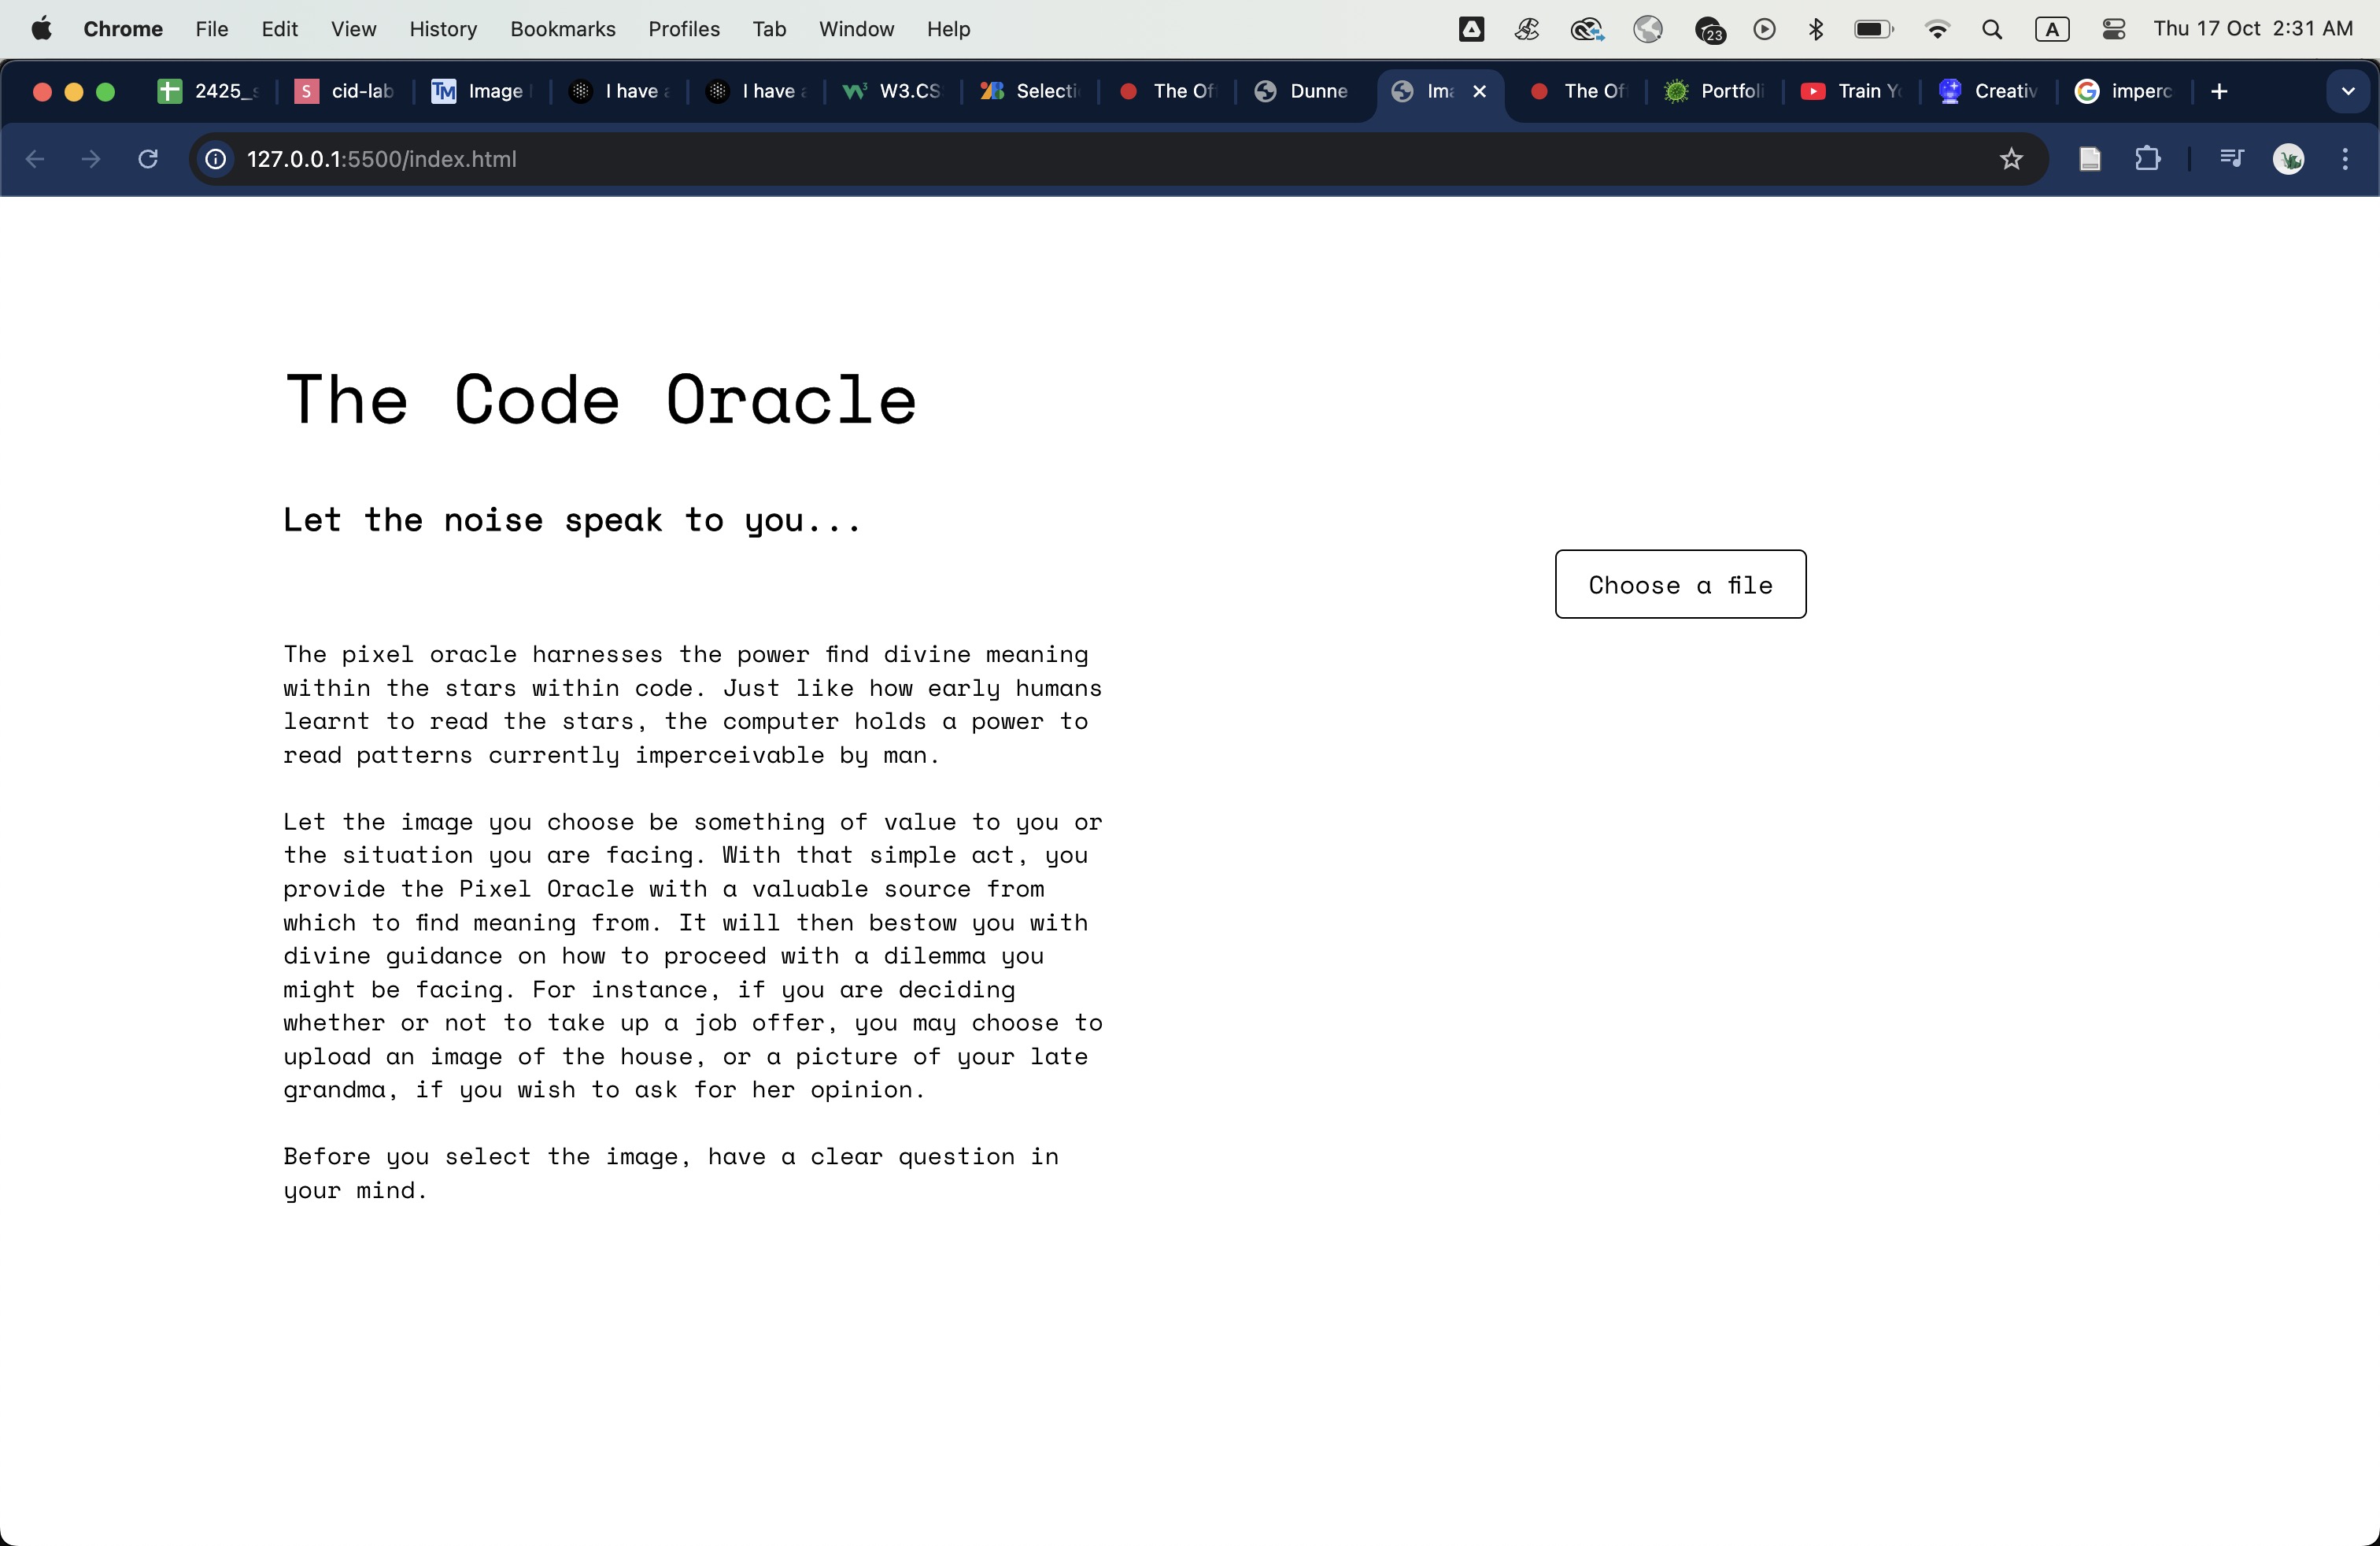 Chrome File Edit View History Bookmarks Profiles Tab Window Help 23 A Thu 17 Oct 2:31 AM
2425_s S cid-lab TM Image I have a I have a W3.CS Selecti The Of Dunne Ima The Of Portfoli Train Yo Creativ imperc
127.0.0.1:5500/index.html
The Code Oracle
Let the noise speak to you...
Choose a file
The pixel oracle harnesses the power find divine meaning
within the stars within code. Just like how early humans
learnt to read the stars, the computer holds a power to
read patterns currently imperceivable by man.
Let the image you choose be something of value to you or
the situation you are facing. With that simple act, you
provide the Pixel Oracle with a valuable source from
which to find meaning from. It will then bestow you with
divine guidance on how to proceed with a dilemma you
might be facing. For instance, if you are deciding
whether or not to take up a job offer, you may choose to
upload an image of the house, or a picture of your late
grandma, if you wish to ask for her opinion.
Before you select the image, have a clear question in
your mind.